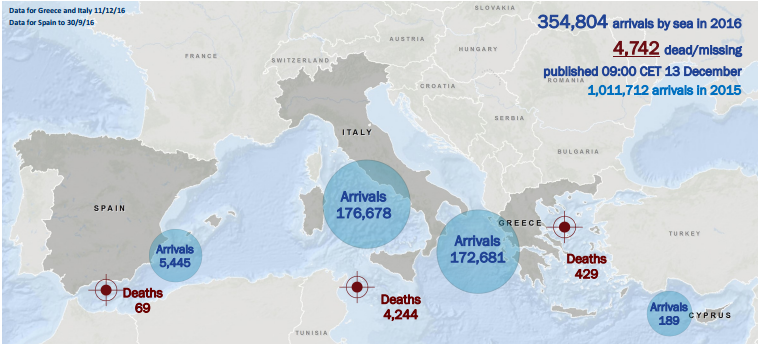 Data for Greece and Italy 11/12/16
Data for Spain to 30/9/16
354,804 arrivals by sea in 2016
4,742 dead/missing
published 09:00 CET 13 December
1,011,712 arrivals in 2015
SLOVAKIA
AUSTRIA
FRANCE
SWITZERLAND
HUNGARY
ROMANIA
CROATIA
SERBIA
ITALY
BULGARIA
SPAIN
Arrivals
176,678
GREECE
TURKEY
Arrivals
5,445
Arrivals
172,681
Deaths
429
Deaths
69
Deaths
4,244
Arrivals
189
CYPRUS
TUNISIA